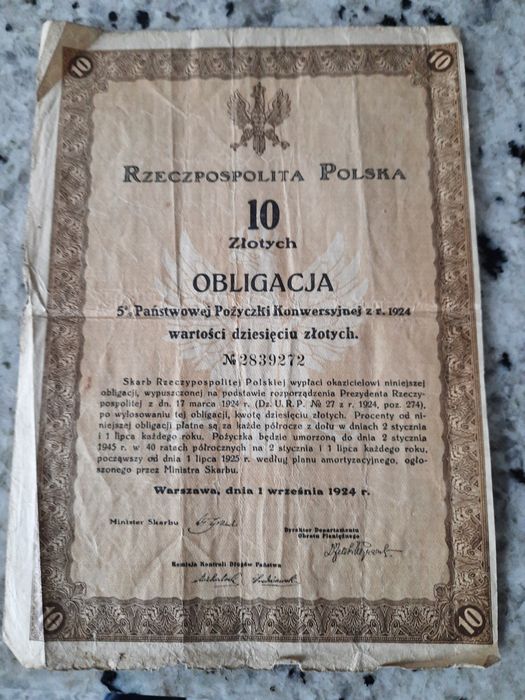 10 10
RZECZPOSPOLITA POLSKA
10
Złotych
OBLIGACJA
5% Państwowej Pożyczki Konwersyjnej z r. 1924
wartości dziesięciu złotych.
№ 2839272
Skarb Rzeczypospolitej Polskiej wypłaci okazicielowi niniejszej
obligacji, wypuszczonej na podstawie rozporządzenia Prezydenta Rzeczy-
pospolitej z dn. 17 marca 1924 r. (Dz. U. R. P. № 27 z r. 1924, poz. 274),
po wylosowaniu tej obligacji, kwotę dziesięciu złotych. Procenty od ni-
niejszej obligacji płatne są za każde półrocze z dołu w dniach 2 stycznia
i 1 lipca każdego roku. Pożyczka będzie umorzoną do dnia 2 stycznia
1945 r. w 40 ratach półrocznych na 2 stycznia i 1 lipca każdego roku,
począwszy od dnia 1 lipca 1925 r. według planu amortyzacyjnego, ogło-
szonego przez Ministra Skarbu.
Warszawa, dnia 1 września 1924 r.
Minister Skarbu
Dyrektor Departamentu
Obrotu Pieniężnego
Komisja Kontroli Długów Państwa
10 10